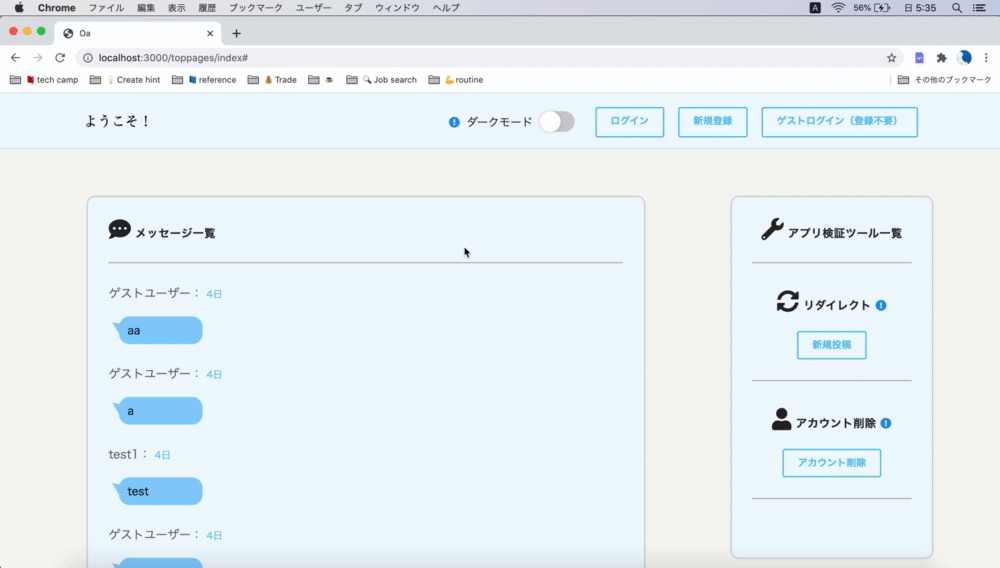 Chrome ファイル 編集 表示 履歴 ブックマーク ユーザー タブ ウィンドウ ヘルプ A 56% 日 5:35
Oa
localhost:3000/toppages/index#
tech camp Create hint reference Trade Job search routine その他のブックマーク
ようこそ！ ダークモード ログイン 新規登録 ゲストログイン（登録不要）
メッセージ一覧
ゲストユーザー： 4日
aa
ゲストユーザー： 4日
a
test1： 4日
test
ゲストユーザー： 4日
アプリ検証ツール一覧
リダイレクト
新規投稿
アカウント削除
アカウント削除